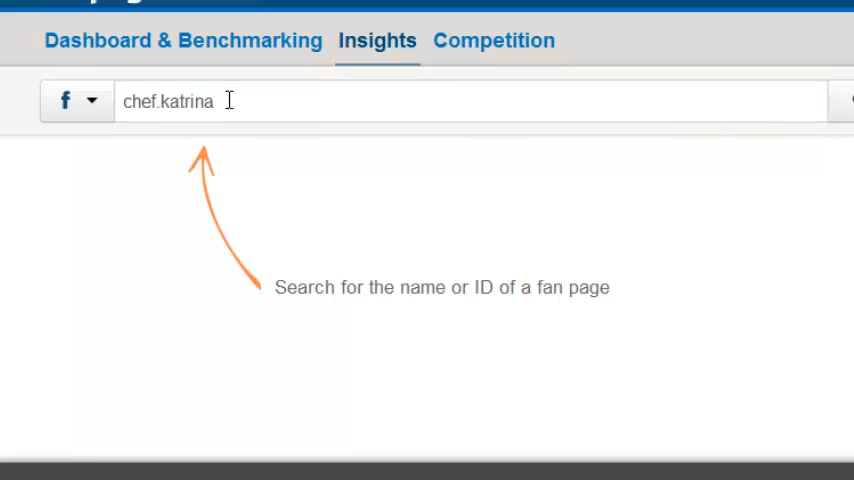 Dashboard & Benchmarking Insights Competition
f chef.katrina
Search for the name or ID of a fan page